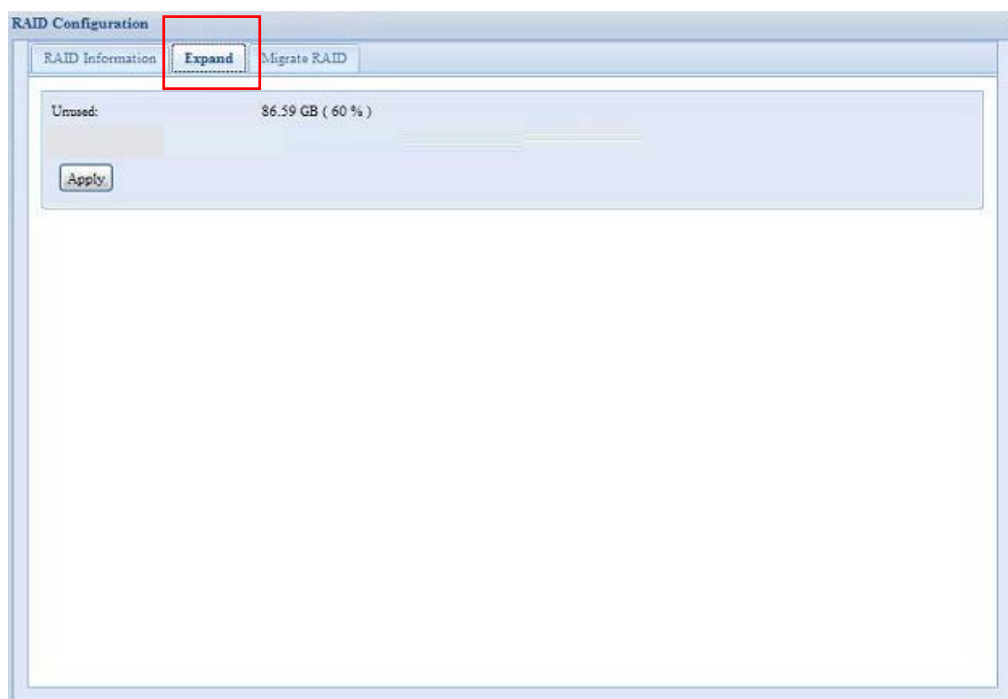 RAID Configuration
RAID Information Expand Migrate RAID
Unused: 86.59 GB ( 60 % )
Apply